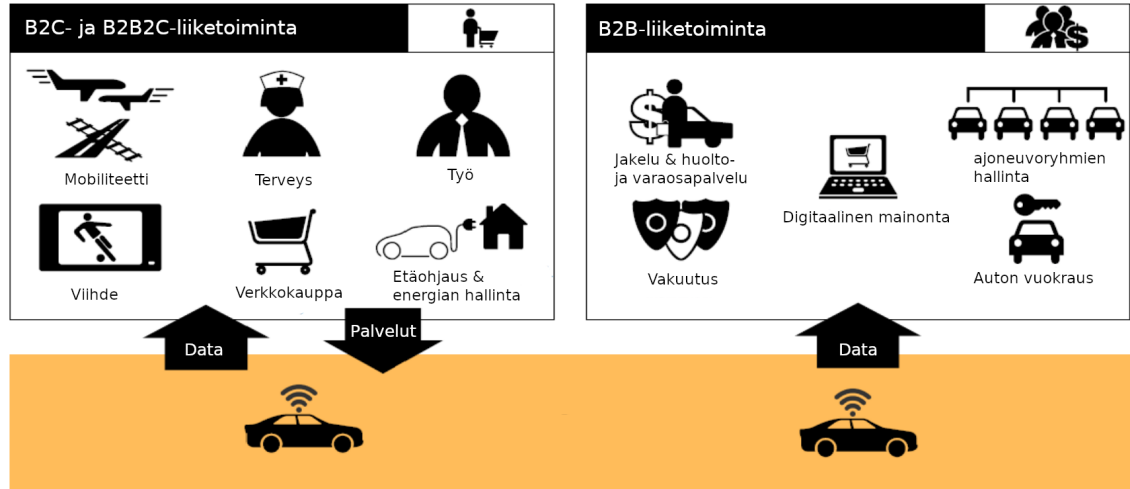 B2C- ja B2B2C-liiketoiminta
Mobiliteetti
Terveys
Työ
Viihde
Verkkokauppa
Etäohjaus &
energian hallinta
Data
Palvelut
B2B-liiketoiminta
Jakelu & huolto-
ja varaosapalvelu
Digitaalinen mainonta
ajoneuvoryhmien
hallinta
Vakuutus
Auton vuokraus
Data